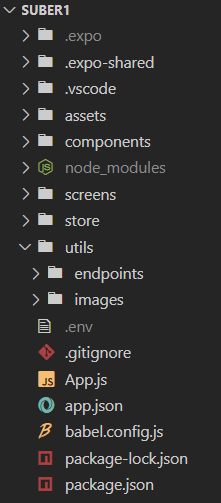 SUBER1
.expo
.expo-shared
.vscode
assets
components
node_modules
screens
store
utils
endpoints
images
.env
.gitignore
App.js
app.json
babel.config.js
package-lock.json
package.json